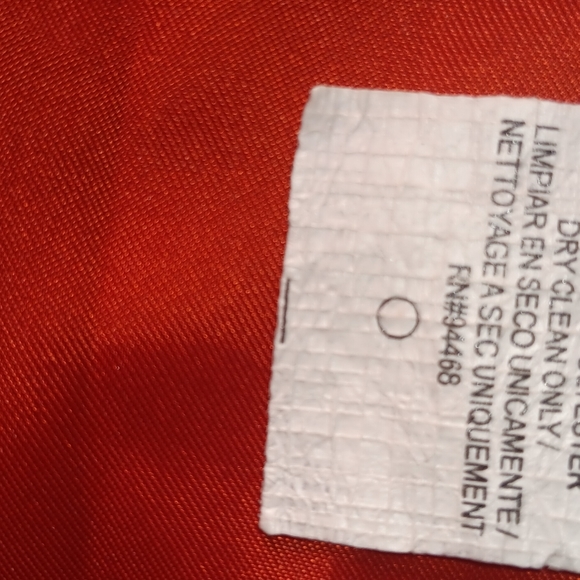 DRY CLEAN ONLY/
LIMPIAR EN SECO UNICAMENTE/
NETTOYAGE A SEC UNIQUEMENT
RN#94468